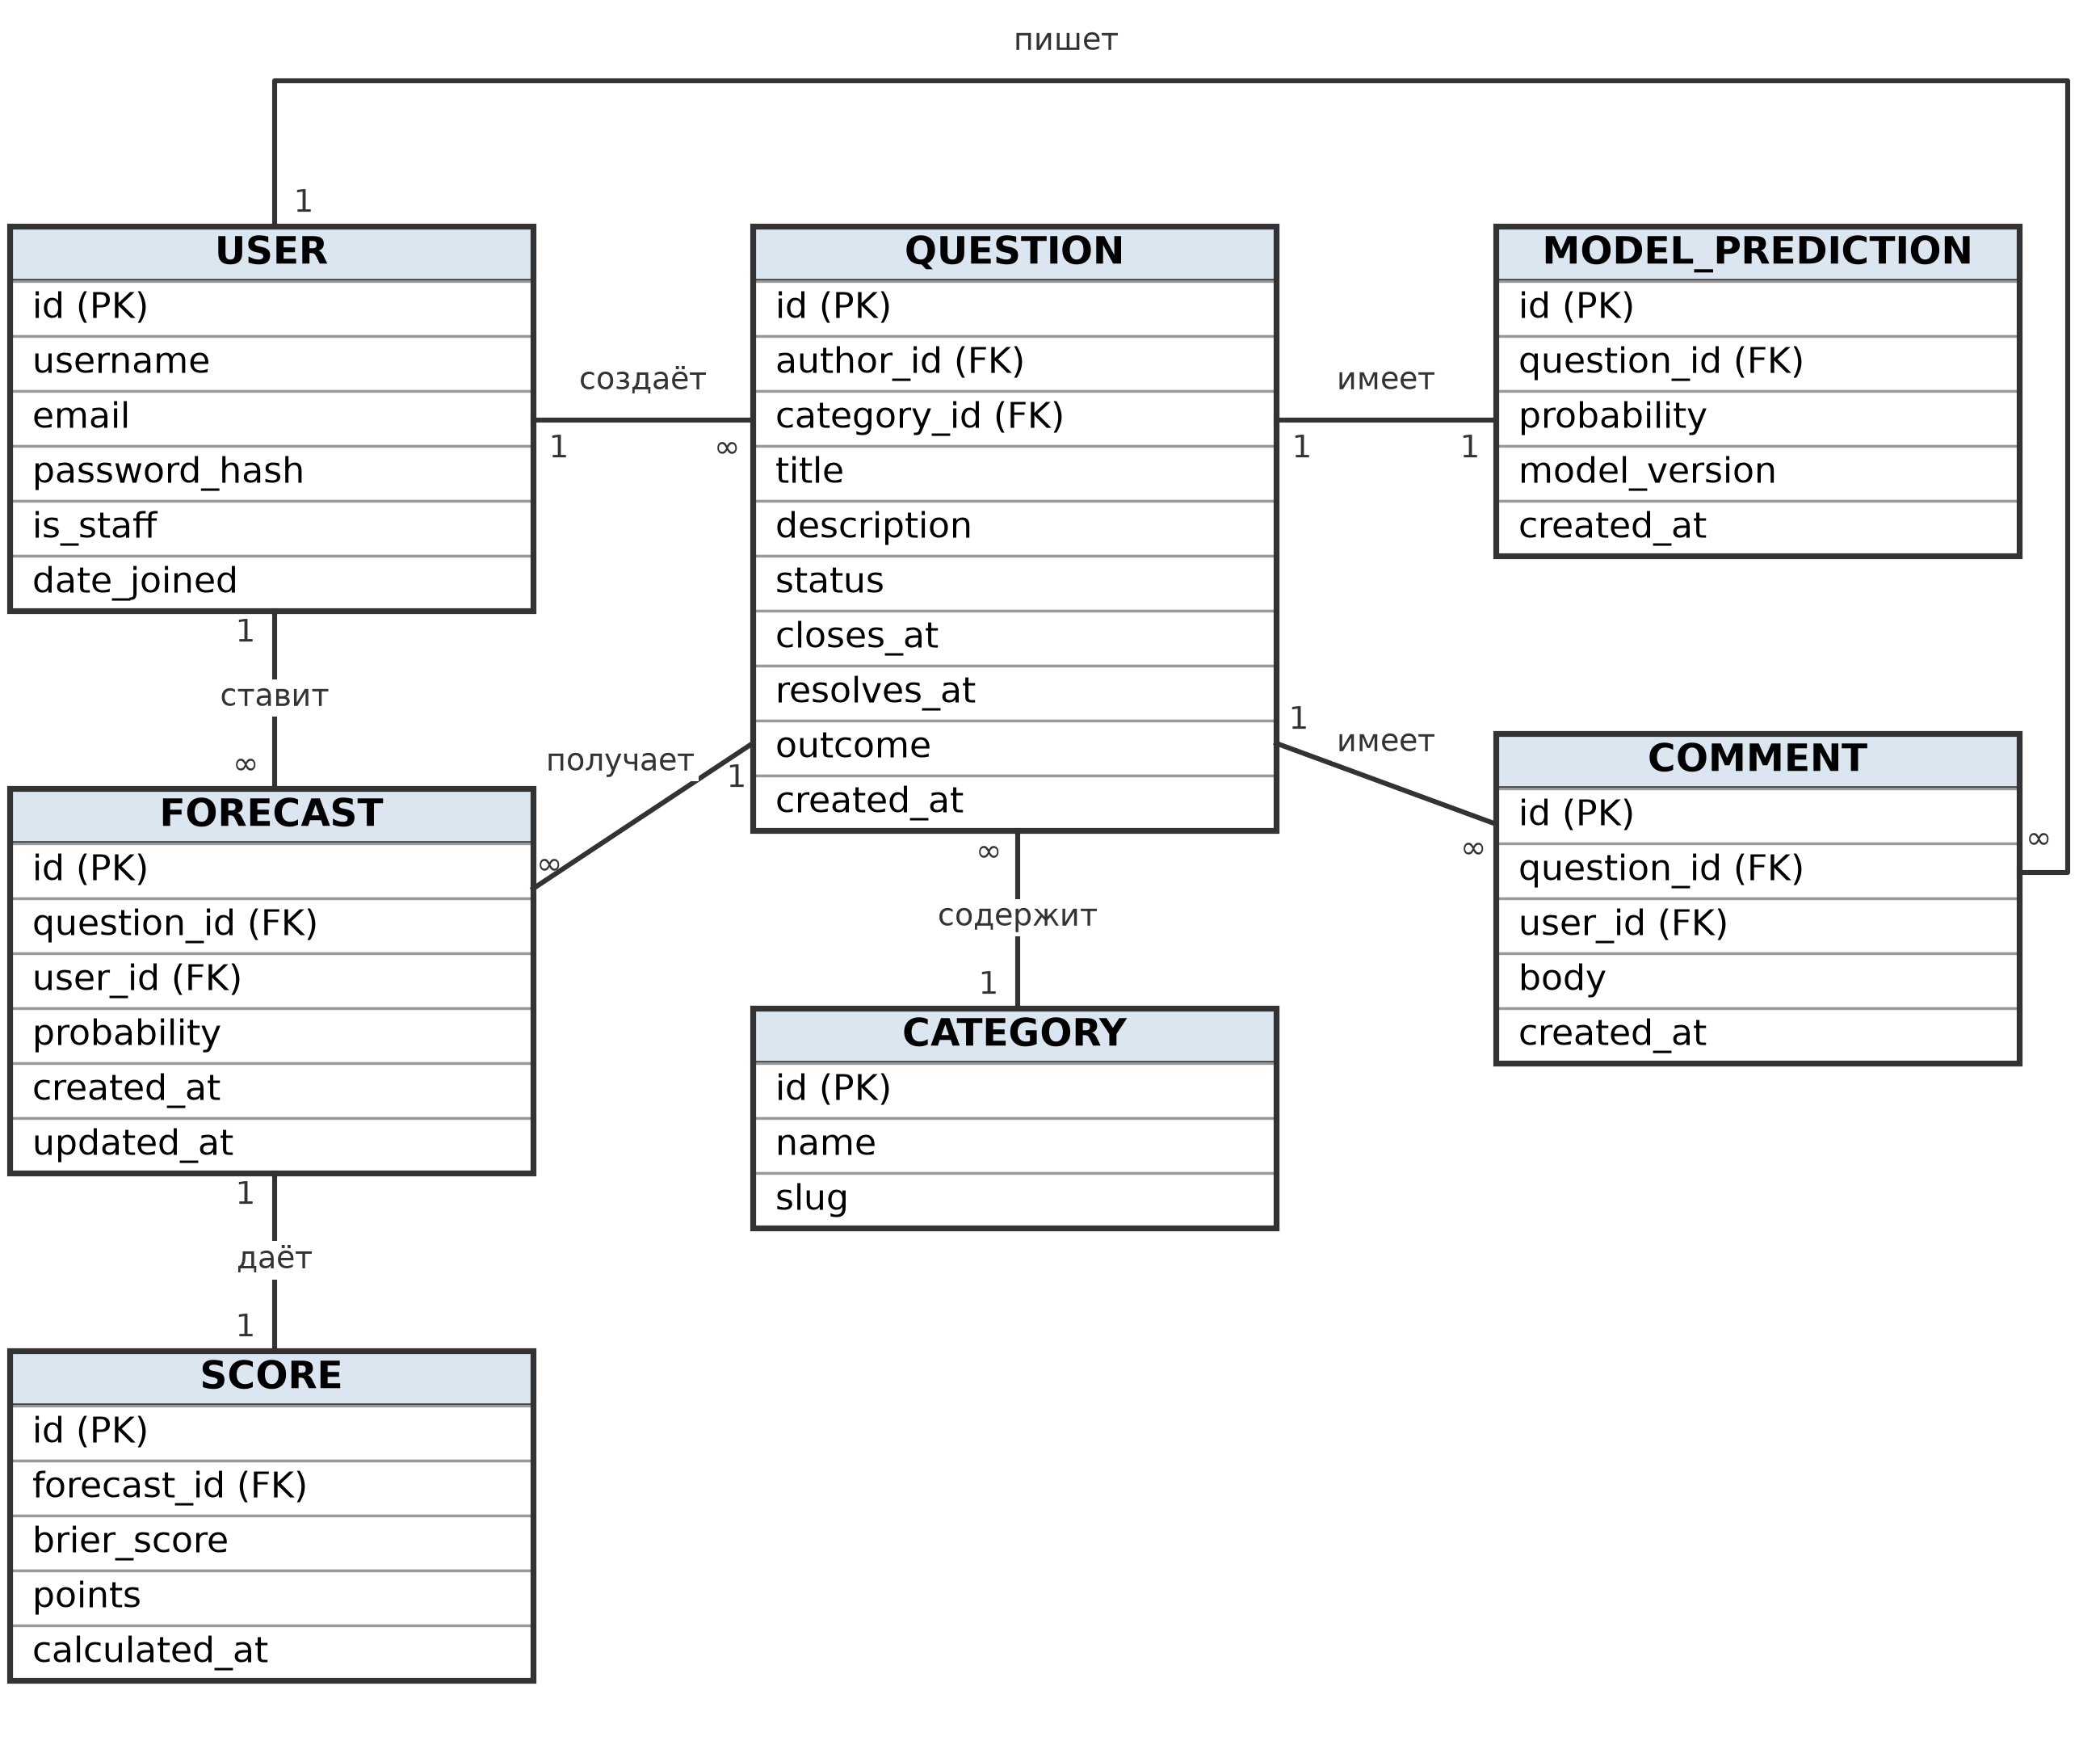 пишет
1
USER
id (PK)
username
email
password_hash
is_staff
date_joined
создаёт
1
∞
QUESTION
id (PK)
author_id (FK)
category_id (FK)
title
description
status
closes_at
resolves_at
outcome
created_at
имеет
1
1
MODEL_PREDICTION
id (PK)
question_id (FK)
probability
model_version
created_at
1
ставит
∞
получает
1
∞
1
имеет
∞
FORECAST
id (PK)
question_id (FK)
user_id (FK)
probability
created_at
updated_at
∞
содержит
1
CATEGORY
id (PK)
name
slug
COMMENT
id (PK)
question_id (FK)
user_id (FK)
body
created_at
∞
1
даёт
1
SCORE
id (PK)
forecast_id (FK)
brier_score
points
calculated_at